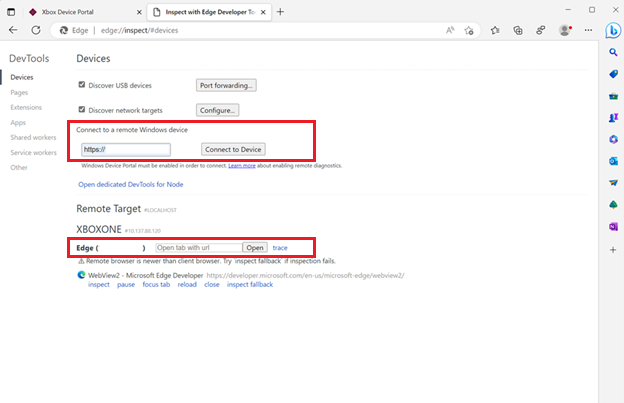 Xbox Device Portal
Inspect with Edge Developer To
Edge edge://inspect/#devices
DevTools
Devices
Pages
Extensions
Apps
Shared workers
Service workers
Other
Devices
Discover USB devices Port forwarding...
Discover network targets Configure...
Connect to a remote Windows device
https:// Connect to Device
Windows Device Portal must be enabled in order to connect. Learn more about enabling remote diagnostics.
Open dedicated DevTools for Node
Remote Target #LOCALHOST
XBOXONE #10.137.88.120
Edge ( ) Open tab with url Open trace
Remote browser is newer than client browser. Try `inspect fallback` if inspection fails.
WebView2 - Microsoft Edge Developer https://developer.microsoft.com/en-us/microsoft-edge/webview2/
inspect pause focus tab reload close inspect fallback